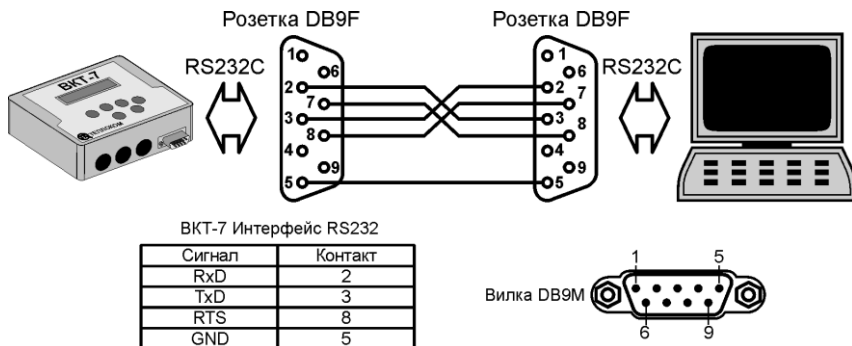 Розетка DB9F Розетка DB9F
RS232C RS232C
ВКТ-7
ТЕПЛОКОМ
1 6 2 7 3 8 4 9 5
1 6 2 7 3 8 4 9 5
ВКТ-7 Интерфейс RS232
Сигнал Контакт
RxD 2
TxD 3
RTS 8
GND 5
Вилка DB9M
1 5
6 9